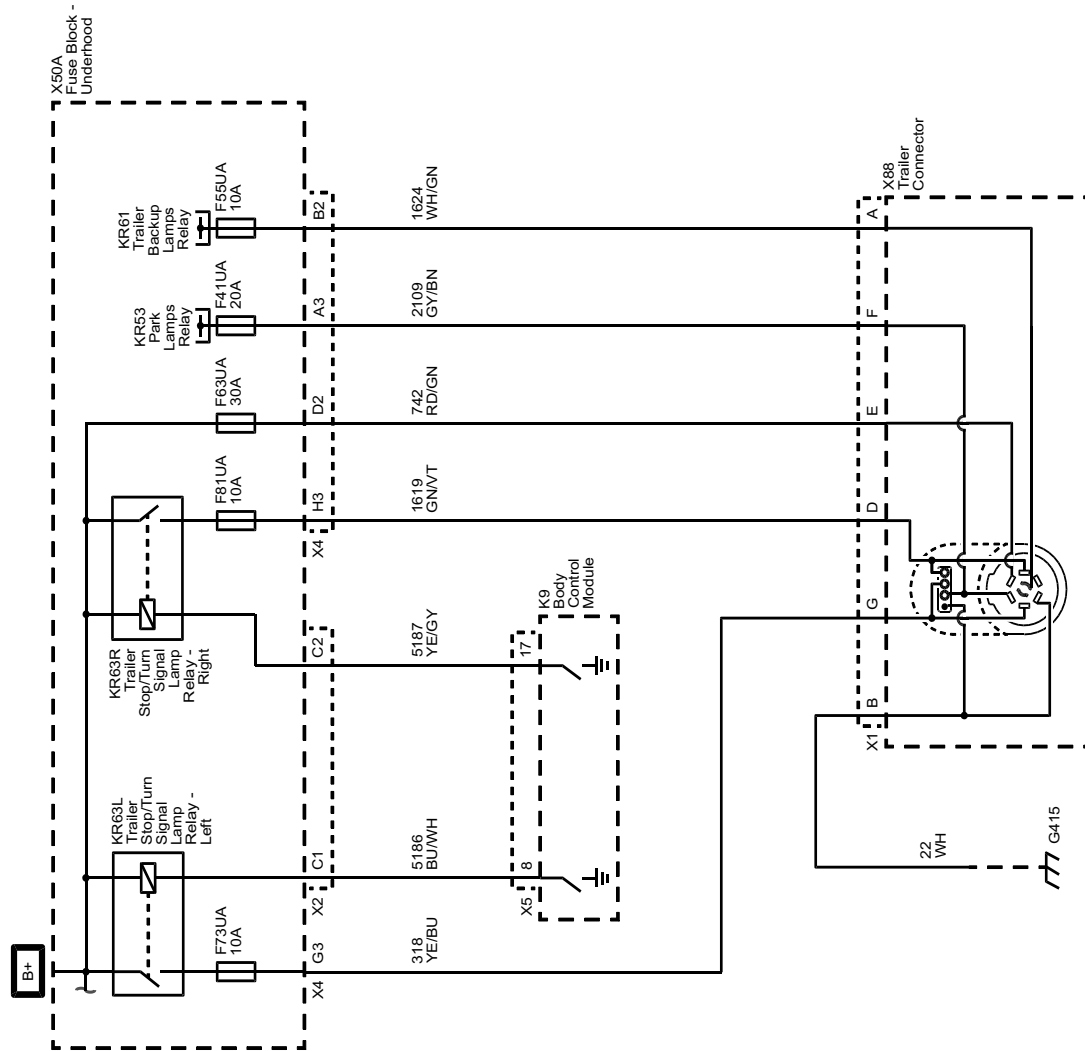 B+
X50A
Fuse Block -
Underhood
KR63L
Trailer
Stop/Turn
Signal
Lamp
Relay -
Left
KR63R
Trailer
Stop/Turn
Signal
Lamp
Relay -
Right
KR53
Park
Lamps
Relay
KR61
Trailer
Backup
Lamps
Relay
F73UA
10A
F81UA
10A
F63UA
30A
F41UA
20A
F55UA
10A
X4
G3
X2
C1
C2
X4
H3
D2
A3
B2
318
YE/BU
5186
BU/WH
5187
YE/GY
1619
GN/VT
742
RD/GN
2109
GY/BN
1624
WH/GN
X5
8
17
K9
Body
Control
Module
22
WH
G415
X1
B
G
D
E
F
A
X88
Trailer
Connector